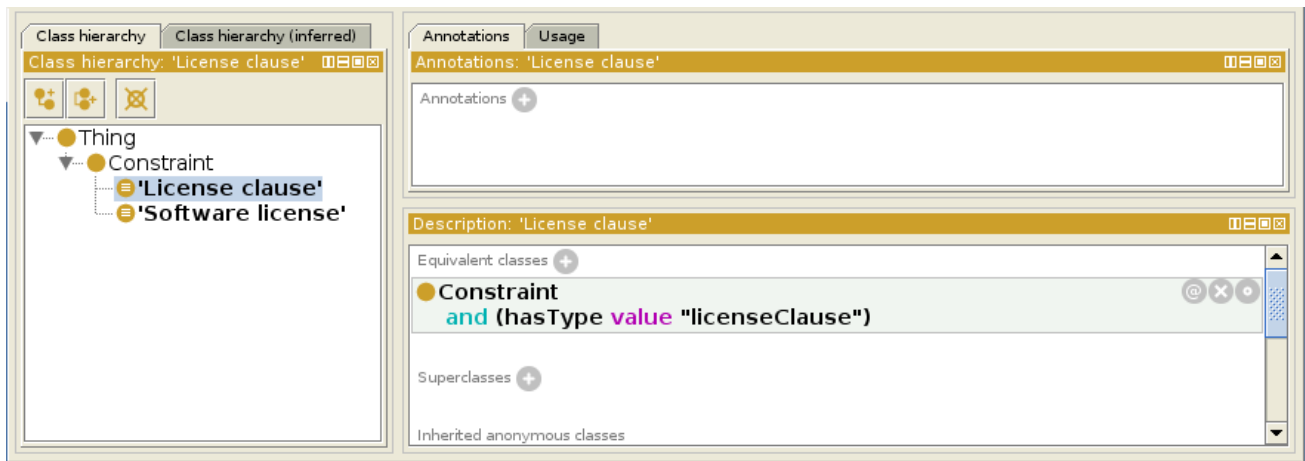 Class hierarchy Class hierarchy (inferred)
Class hierarchy: 'License clause'
Thing
Constraint
'License clause'
'Software license'
Annotations Usage
Annotations: 'License clause'
Annotations
Description: 'License clause'
Equivalent classes
Constraint
and (hasType value "licenseClause")
Superclasses
Inherited anonymous classes